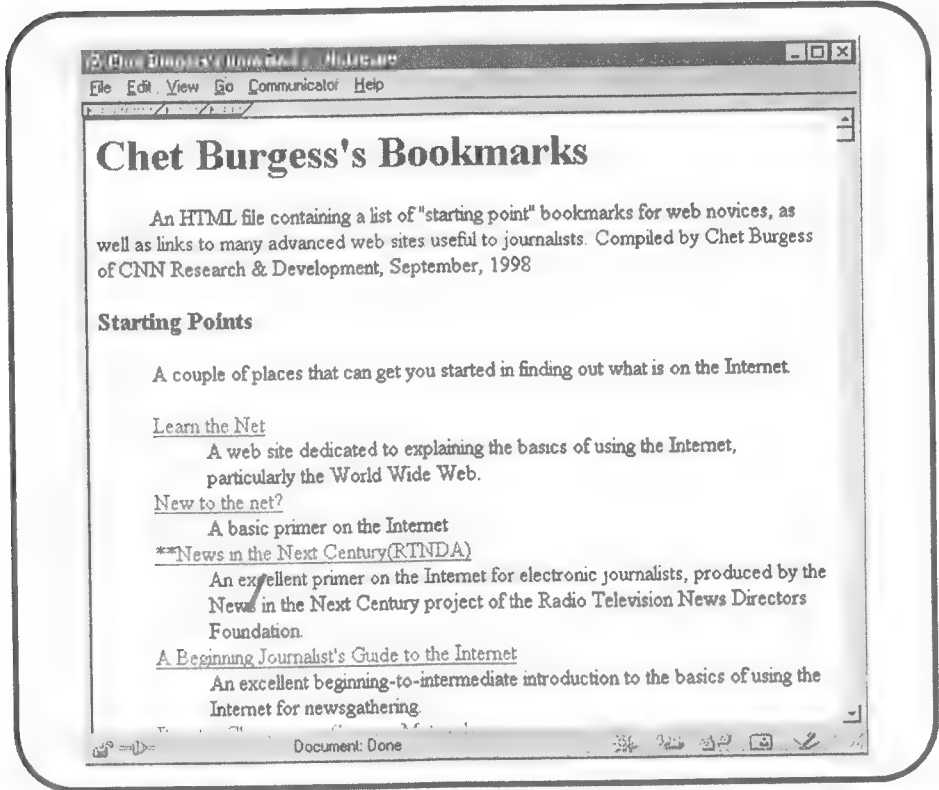 File Edit View Go Communicator Help
Chet Burgess's Bookmarks
An HTML file containing a list of "starting point" bookmarks for web novices, as
well as links to many advanced web sites useful to journalists. Compiled by Chet Burgess
of CNN Research & Development, September, 1998
Starting Points
A couple of places that can get you started in finding out what is on the Internet.
Learn the Net
A web site dedicated to explaining the basics of using the Internet,
particularly the World Wide Web.
New to the net?
A basic primer on the Internet
**News in the Next Century(RTNDA)
An excellent primer on the Internet for electronic journalists, produced by the
News in the Next Century project of the Radio Television News Directors
Foundation.
A Beginning Journalist's Guide to the Internet
An excellent beginning-to-intermediate introduction to the basics of using the
Internet for newsgathering.
Document: Done